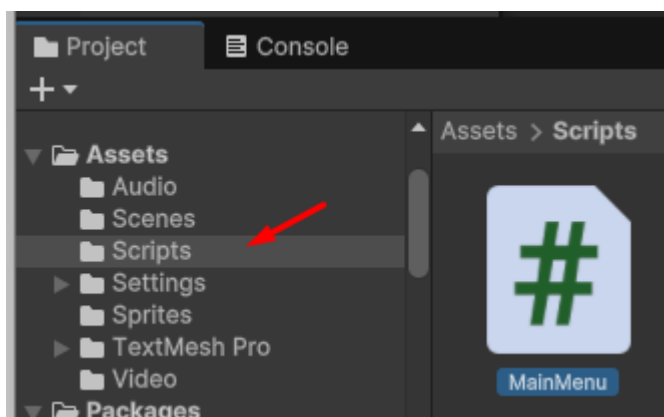 Project
Console
Assets > Scripts
Assets
Audio
Scenes
Scripts
Settings
Sprites
TextMesh Pro
Video
Packages
#
MainMenu